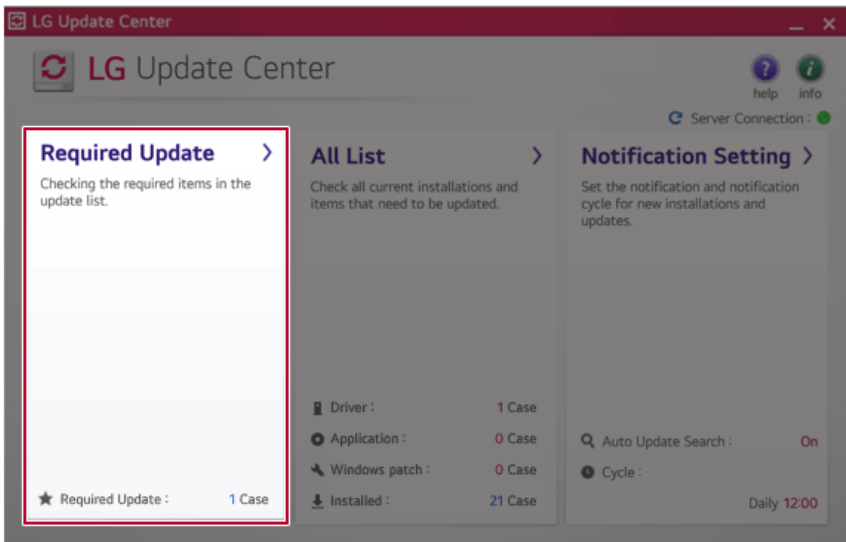 LG Update Center
LG Update Center
help
info
Server Connection :
Required Update
Checking the required items in the
update list.
Required Update : 1 Case
All List
Check all current installations and
items that need to be updated.
Driver : 1 Case
Application : 0 Case
Windows patch : 0 Case
Installed : 21 Case
Notification Setting
Set the notification and notification
cycle for new installations and
updates.
Auto Update Search : On
Cycle :
Daily 12:00